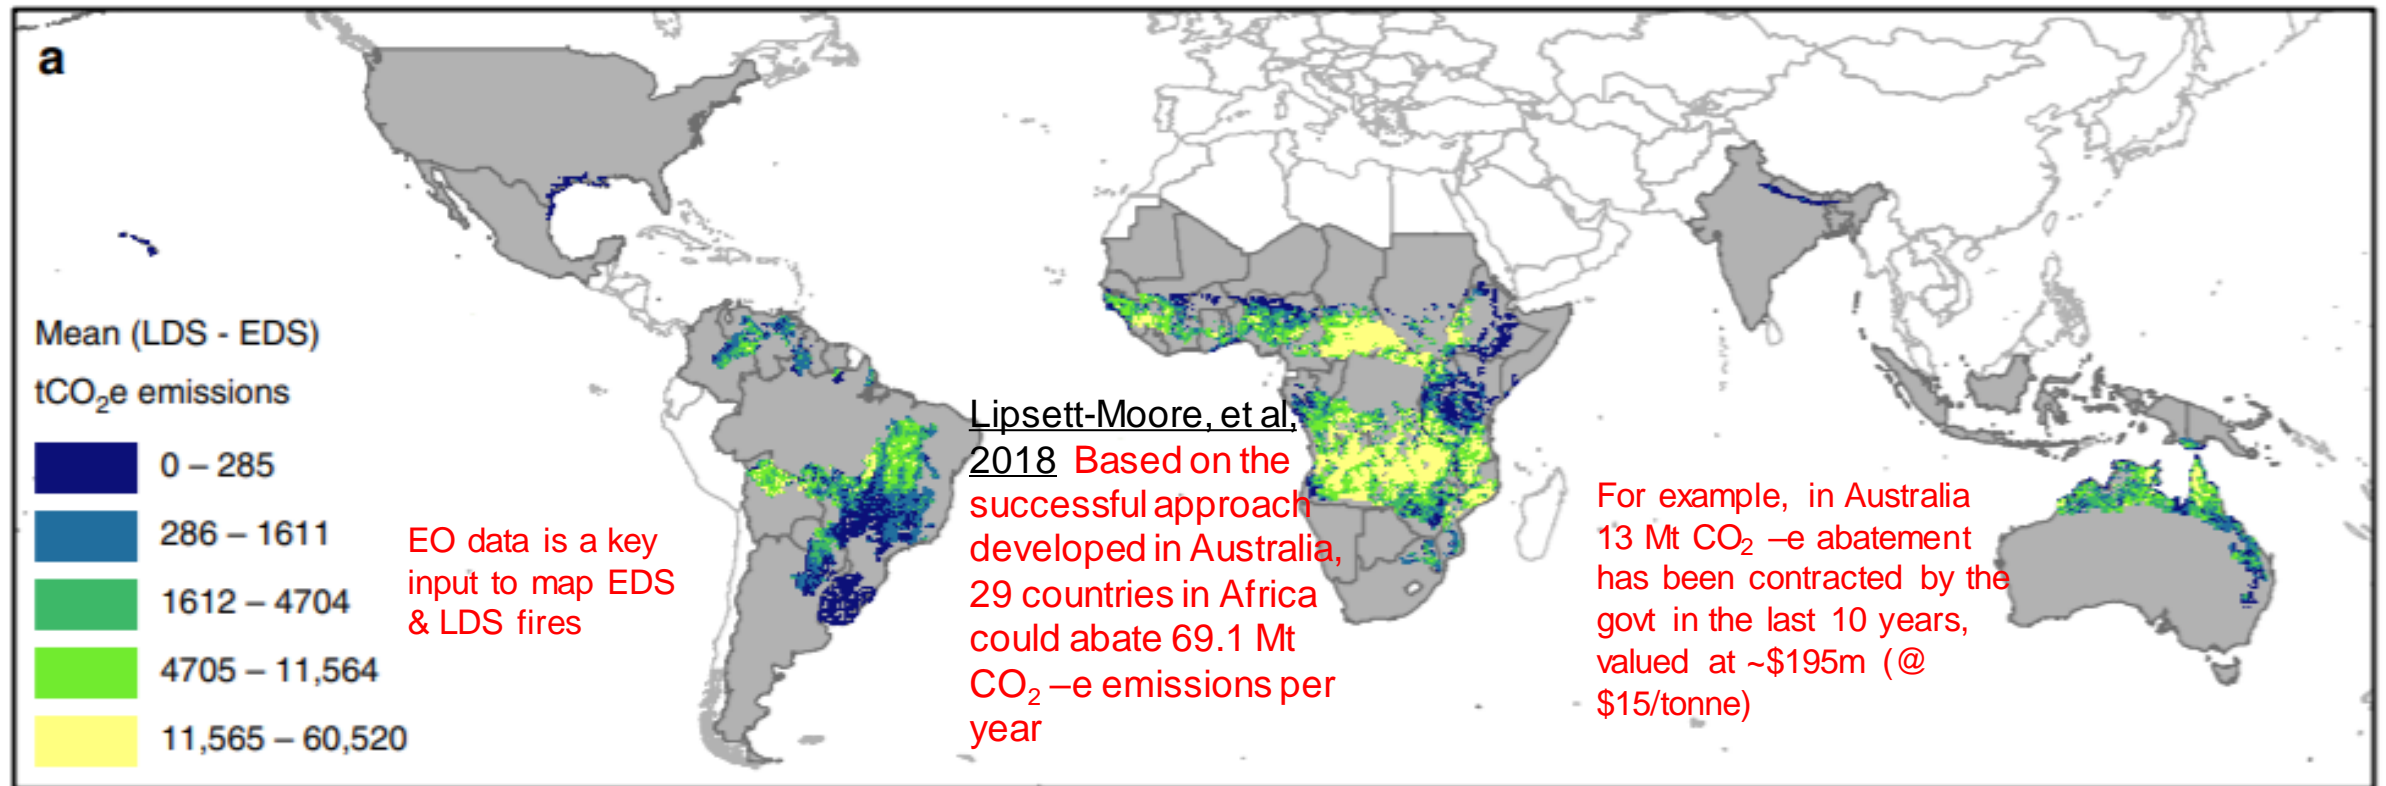 a
Mean (LDS - EDS)
tCO₂e emissions
0 – 285
286 – 1611
1612 – 4704
4705 – 11,564
11,565 – 60,520
EO data is a key
input to map EDS
& LDS fires
Lipsett-Moore, et al,
2018 Based on the
successful approach
developed in Australia,
29 countries in Africa
could abate 69.1 Mt
CO₂ –e emissions per
year
For example, in Australia
13 Mt CO₂ –e abatement
has been contracted by the
govt in the last 10 years,
valued at ~$195m (@
$15/tonne)